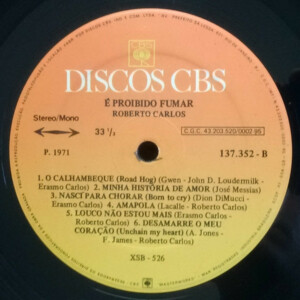 DISCOS CBS
É PROIBIDO FUMAR
ROBERTO CARLOS
Stereo/Mono
33 ⅓
C.G.C. 43.203.520/0002-95
P. 1971
137.352 - B
1. O CALHAMBEQUE (Road Hog) (Gwen - John D. Loudermilk -
Erasmo Carlos) 2. MINHA HISTÓRIA DE AMOR (José Messias)
3. NASCI PARA CHORAR (Born to cry) (Dion DiMucci -
Erasmo Carlos) 4. AMAPOLA (Lacalle - Roberto Carlos)
5. LOUCO NÃO ESTOU MAIS (Erasmo Carlos -
Roberto Carlos) 6. DESAMARRE O MEU
CORAÇÃO (Unchain my heart) (A. Jones -
F. James - Roberto Carlos)
XSB - 526